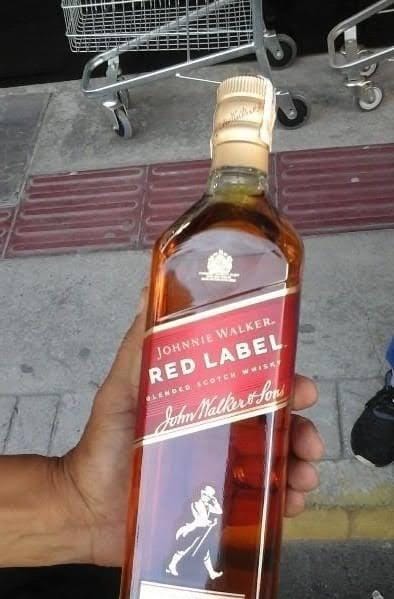 JOHNNIE WALKER.
RED LABEL.
BLENDED SCOTCH WHISKY
John Walker & Sons